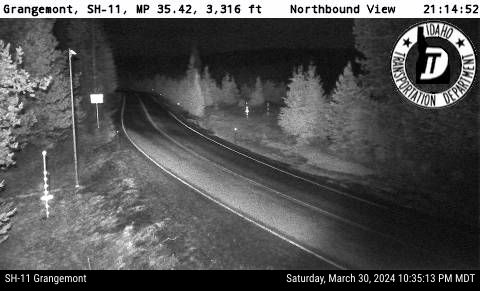 Grangemont, SH-11, MP 35.42, 3,316 ft Northbound View 21:14:52
IDAHO
TRANSPORTATION DEPARTMENT
SH-11 Grangemont Saturday, March 30, 2024 10:35:13 PM MDT